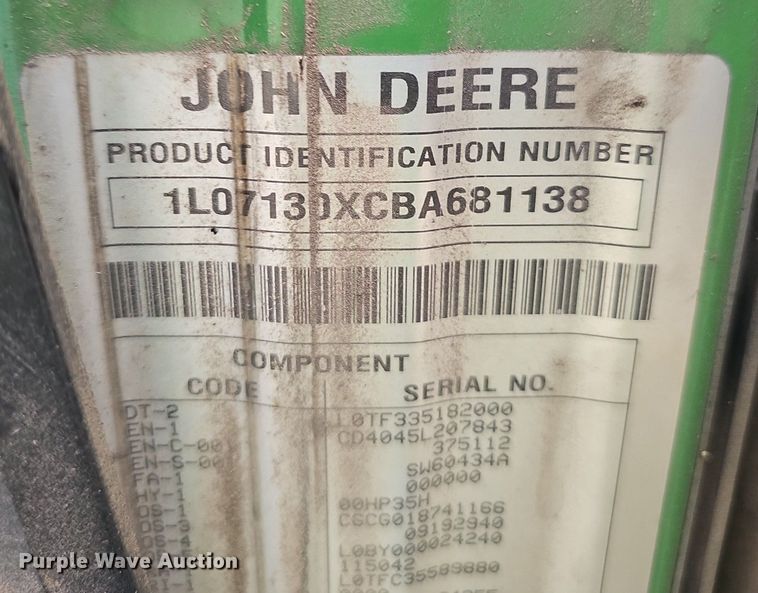 JOHN DEERE
PRODUCT IDENTIFICATION NUMBER
1L07130XCBA681138
COMPONENT
CODE SERIAL NO.
DT-2 L0TF335182000
EN-1 CD4045L207843
EN-C-00 375112
EN-S-00 SW60434A
FA-1 000000
HY-1 00HP35H
DS-1 CGCG018741166
DS-3 09192940
DS-4 L0BY000024240
115042
L0TFC35589880
Purple Wave Auction